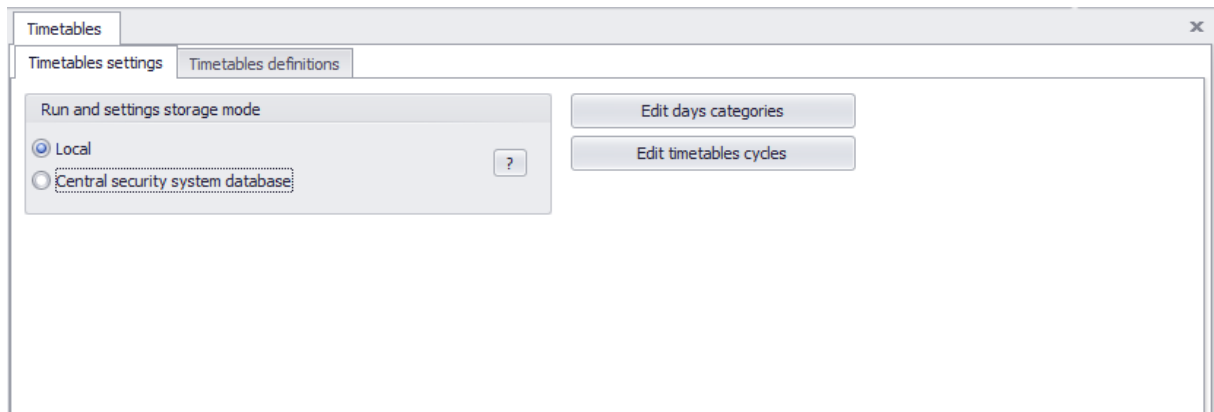 Timetables
x
Timetables settings
Timetables definitions
Run and settings storage mode
Local
Central security system database
?
Edit days categories
Edit timetables cycles